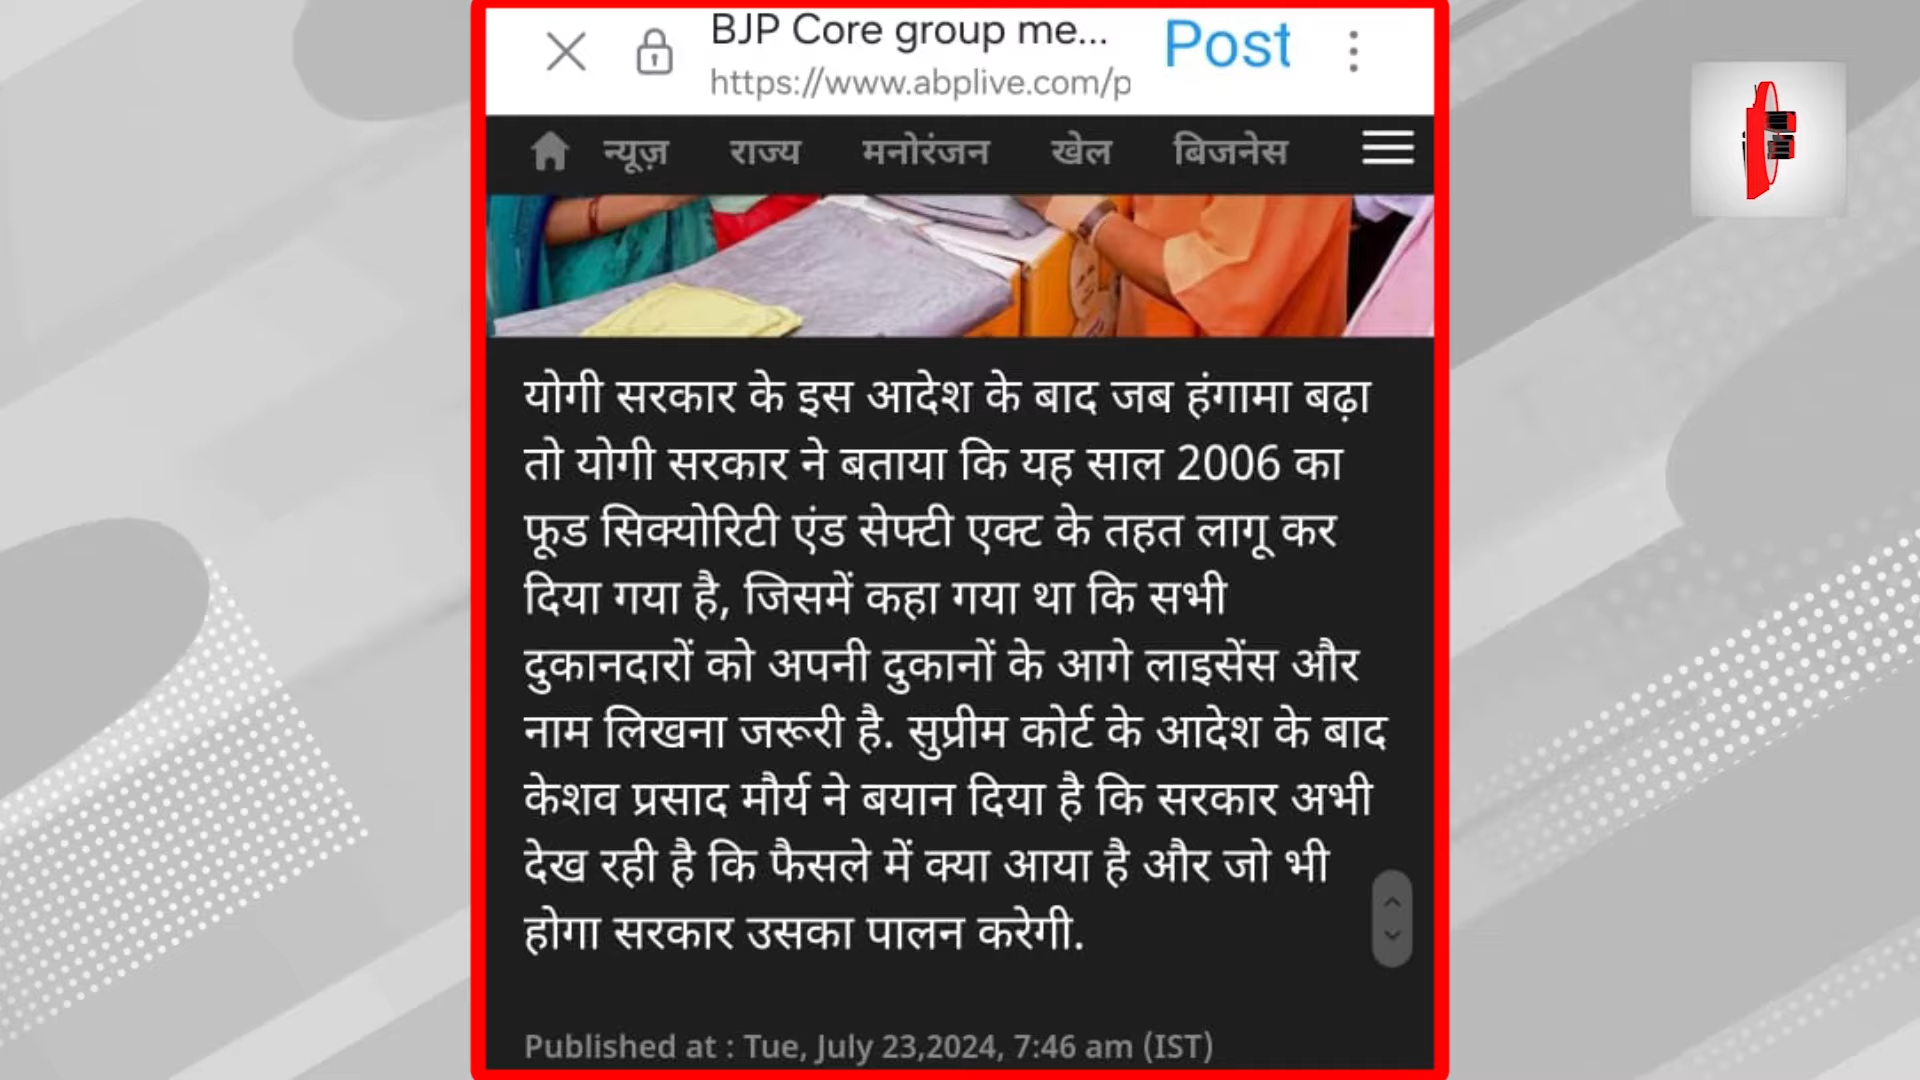 BJP Core group me...
Post
https://www.abplive.com/p
न्यूज़ राज्य मनोरंजन खेल बिजनेस
योगी सरकार के इस आदेश के बाद जब हंगामा बढ़ा
तो योगी सरकार ने बताया कि यह साल 2006 का
फूड सिक्योरिटी एंड सेफ्टी एक्ट के तहत लागू कर
दिया गया है, जिसमें कहा गया था कि सभी
दुकानदारों को अपनी दुकानों के आगे लाइसेंस और
नाम लिखना जरूरी है. सुप्रीम कोर्ट के आदेश के बाद
केशव प्रसाद मौर्य ने बयान दिया है कि सरकार अभी
देख रही है कि फैसले में क्या आया है और जो भी
होगा सरकार उसका पालन करेगी.
Published at : Tue, July 23,2024, 7:46 am (IST)